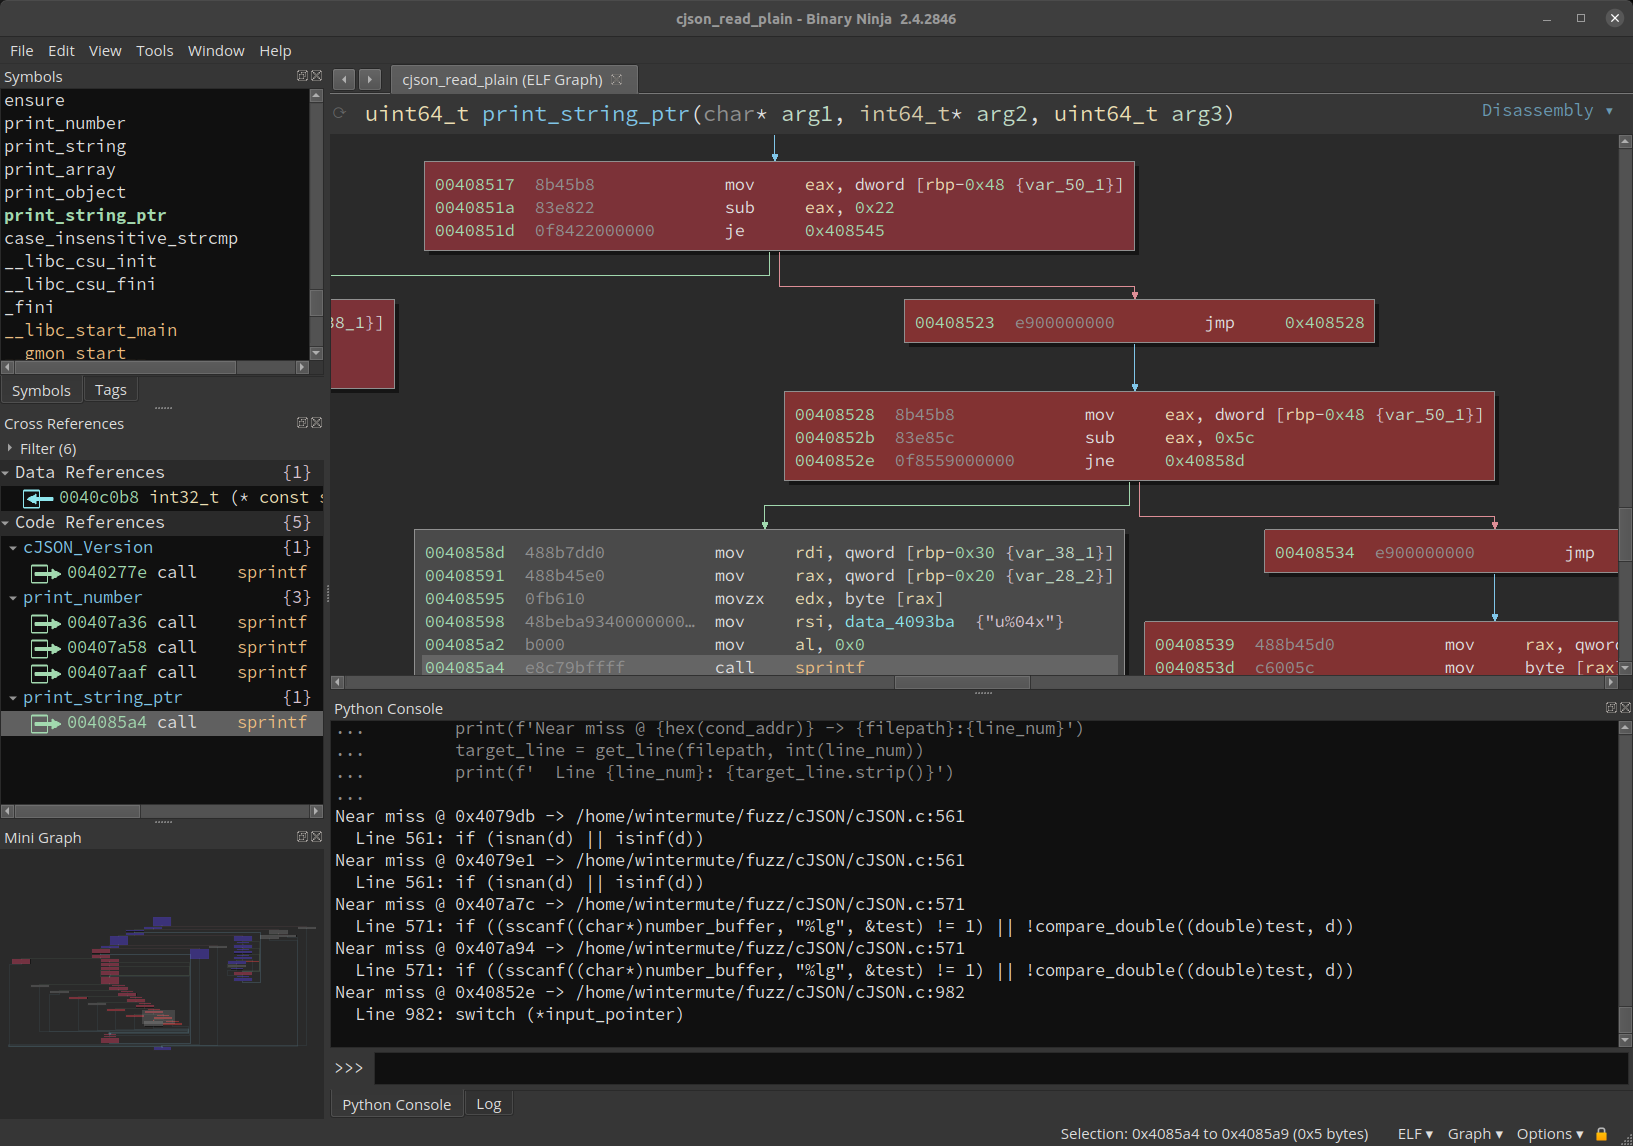 cjson_read_plain - Binary Ninja 2.4.2846
File Edit View Tools Window Help
Symbols
ensure
print_number
print_string
print_array
print_object
print_string_ptr
case_insensitive_strcmp
__libc_csu_init
__libc_csu_fini
_fini
__libc_start_main
__gmon_start__
Symbols Tags
Cross References
Filter (6)
Data References {1}
0040c0b8 int32_t (* const s
Code References {5}
cJSON_Version {1}
0040277e call sprintf
print_number {3}
00407a36 call sprintf
00407a58 call sprintf
00407aaf call sprintf
print_string_ptr {1}
004085a4 call sprintf
Mini Graph
cjson_read_plain (ELF Graph)
uint64_t print_string_ptr(char* arg1, int64_t* arg2, uint64_t arg3)
Disassembly
00408517 8b45b8 mov eax, dword [rbp-0x48 {var_50_1}]
0040851a 83e822 sub eax, 0x22
0040851d 0f8422000000 je 0x408545
38_1}]
00408523 e900000000 jmp 0x408528
00408528 8b45b8 mov eax, dword [rbp-0x48 {var_50_1}]
0040852b 83e85c sub eax, 0x5c
0040852e 0f8559000000 jne 0x40858d
0040858d 488b7dd0 mov rdi, qword [rbp-0x30 {var_38_1}]
00408591 488b45e0 mov rax, qword [rbp-0x20 {var_28_2}]
00408595 0fb610 movzx edx, byte [rax]
00408598 48beba9340000000… mov rsi, data_4093ba {"u%04x"}
004085a2 b000 mov al, 0x0
004085a4 e8c79bffff call sprintf
00408534 e900000000 jmp
00408539 488b45d0 mov rax, qwor
0040853d c6005c mov byte [rax
Python Console
... print(f'Near miss @ {hex(cond_addr)} -> {filepath}:{line_num}')
... target_line = get_line(filepath, int(line_num))
... print(f'  Line {line_num}: {target_line.strip()}')
...
Near miss @ 0x4079db -> /home/wintermute/fuzz/cJSON/cJSON.c:561
Line 561: if (isnan(d) || isinf(d))
Near miss @ 0x4079e1 -> /home/wintermute/fuzz/cJSON/cJSON.c:561
Line 561: if (isnan(d) || isinf(d))
Near miss @ 0x407a7c -> /home/wintermute/fuzz/cJSON/cJSON.c:571
Line 571: if ((sscanf((char*)number_buffer, "%lg", &test) != 1) || !compare_double((double)test, d))
Near miss @ 0x407a94 -> /home/wintermute/fuzz/cJSON/cJSON.c:571
Line 571: if ((sscanf((char*)number_buffer, "%lg", &test) != 1) || !compare_double((double)test, d))
Near miss @ 0x40852e -> /home/wintermute/fuzz/cJSON/cJSON.c:982
Line 982: switch (*input_pointer)
>>>
Python Console Log
Selection: 0x4085a4 to 0x4085a9 (0x5 bytes) ELF Graph Options